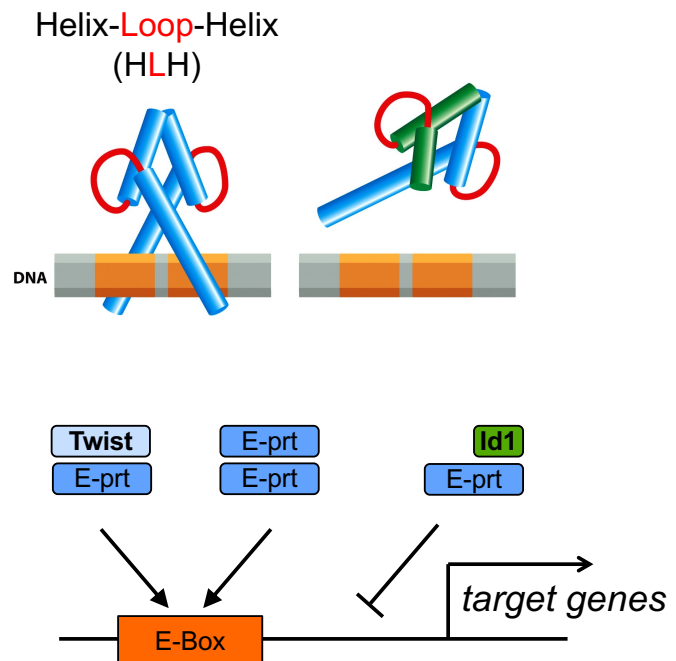 Helix-Loop-Helix
(HLH)
DNA
Twist
E-prt
E-prt
E-prt
Id1
E-prt
target genes
E-Box